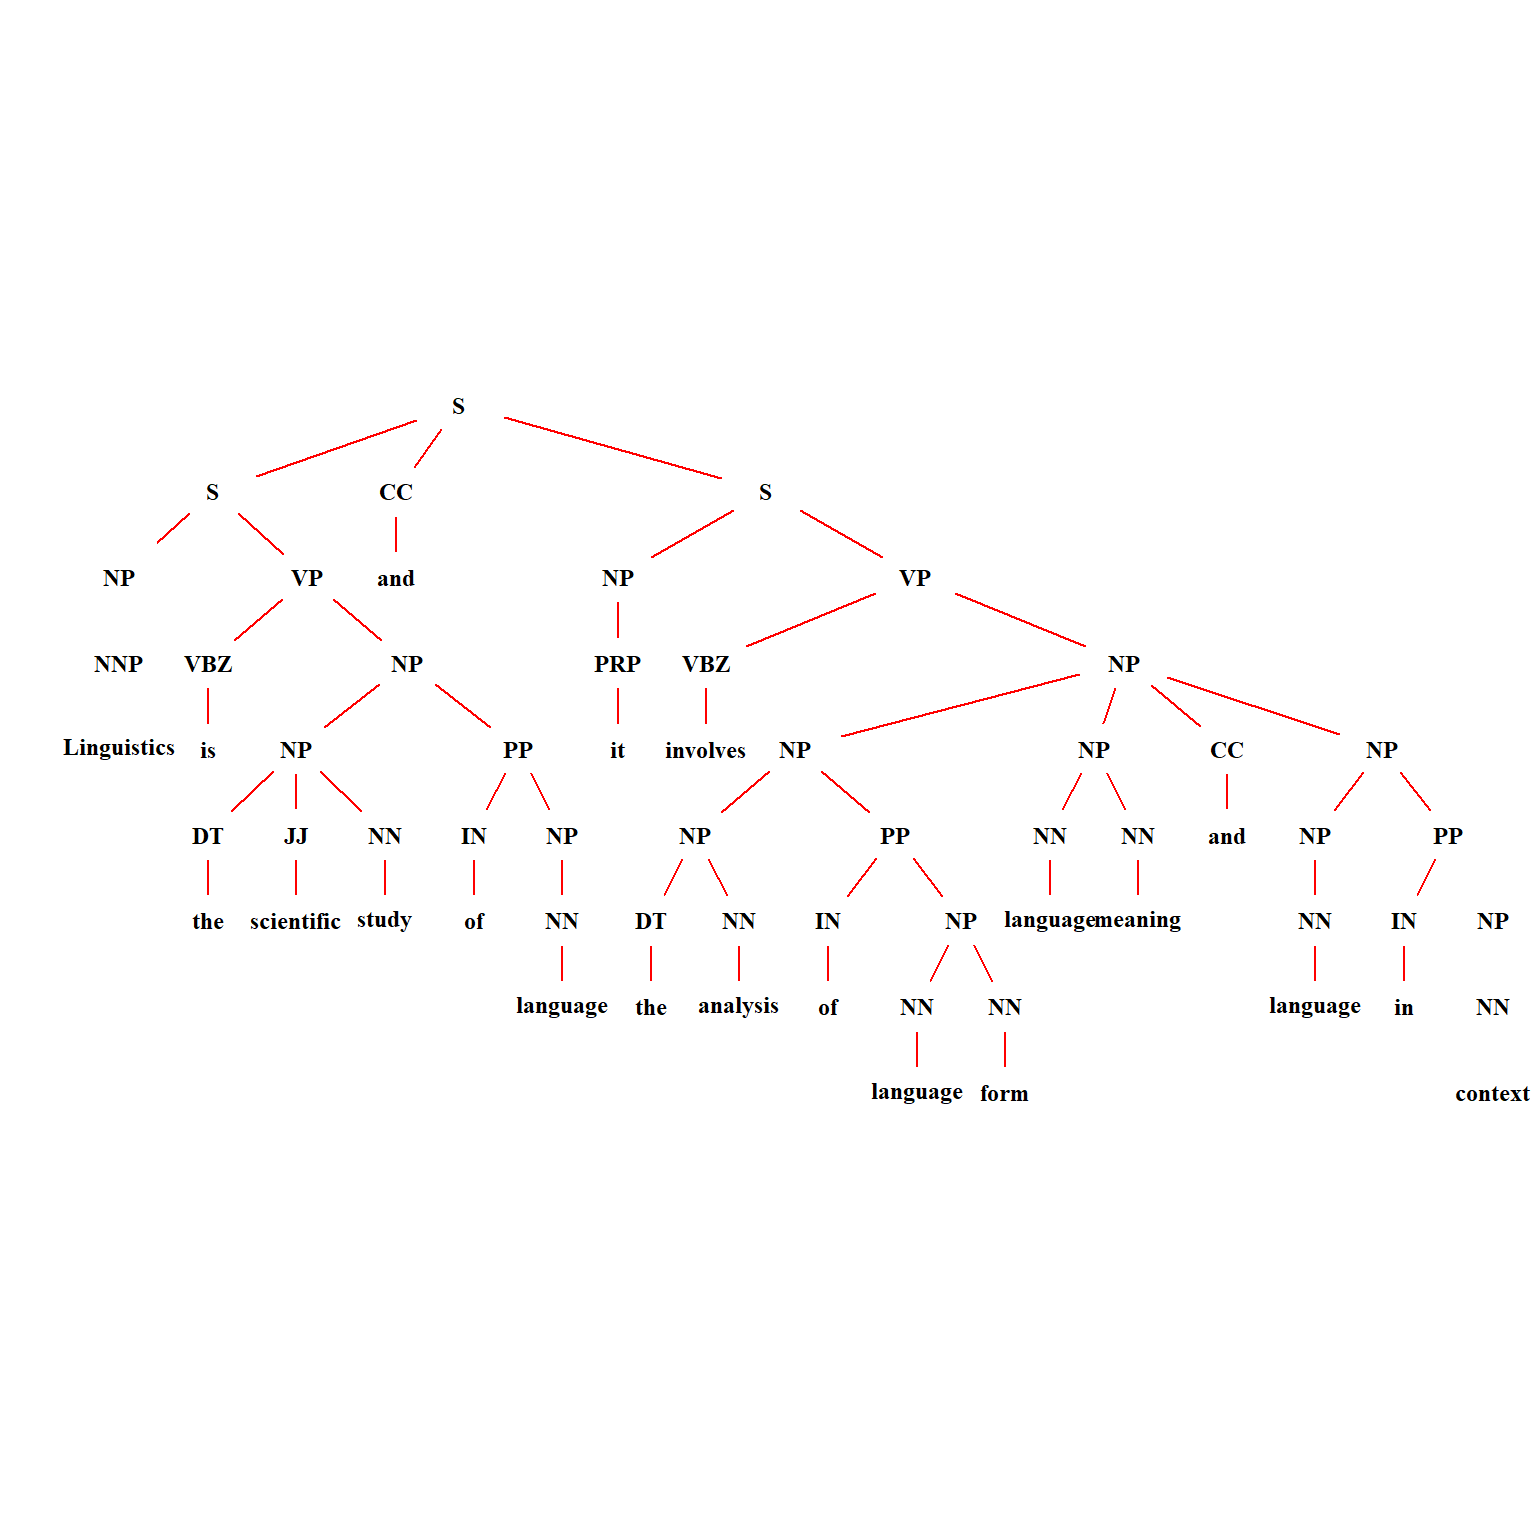 S
S CC S
NP VP and NP VP
NNP VBZ NP PRP VBZ NP
Linguistics is NP PP it involves NP NP CC NP
DT JJ NN IN NP NP PP NN NN and NP PP
the scientific study of NN DT NN IN NP language meaning NN IN NP
language the analysis of NN NN language in NN
language form context